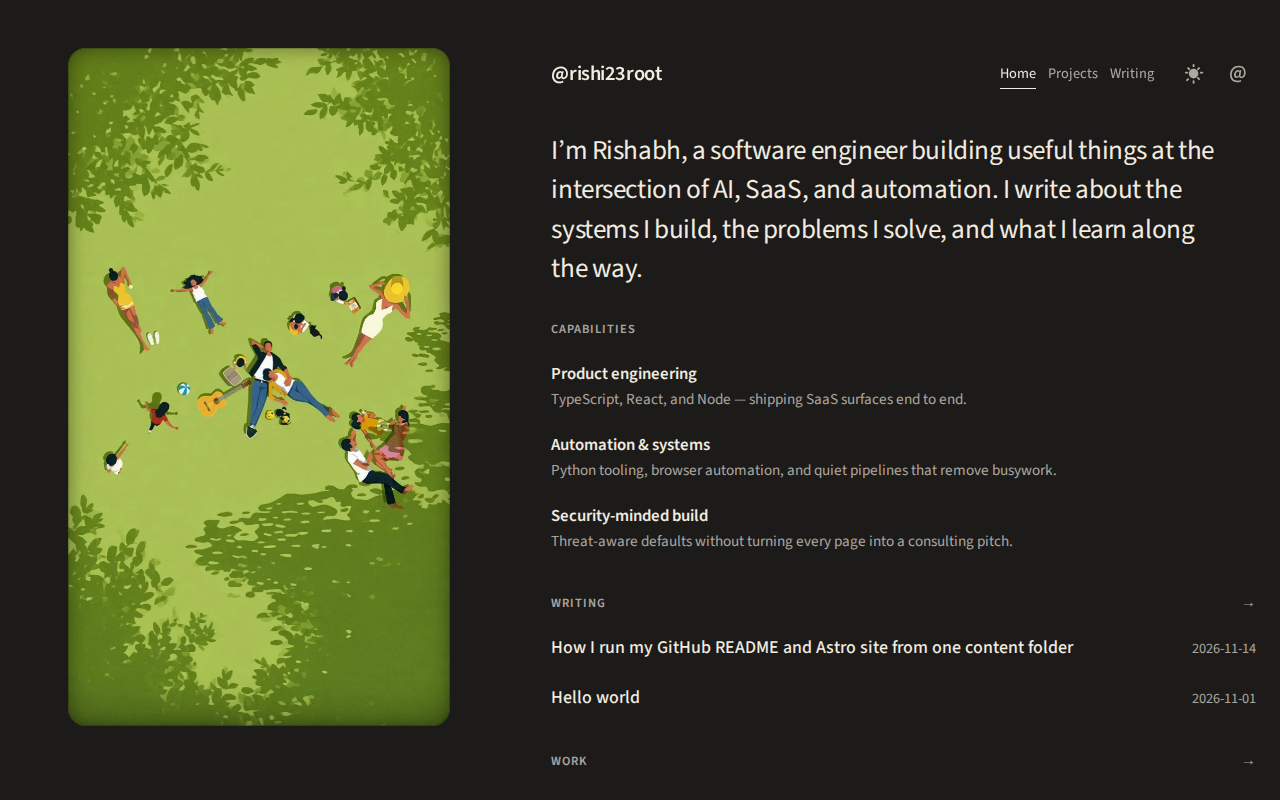 @rishi23root
Home Projects Writing @
I’m Rishabh, a software engineer building useful things at the
intersection of AI, SaaS, and automation. I write about the
systems I build, the problems I solve, and what I learn along
the way.
CAPABILITIES
Product engineering
TypeScript, React, and Node — shipping SaaS surfaces end to end.
Automation & systems
Python tooling, browser automation, and quiet pipelines that remove busywork.
Security-minded build
Threat-aware defaults without turning every page into a consulting pitch.
WRITING →
How I run my GitHub README and Astro site from one content folder 2026-11-14
Hello world 2026-11-01
WORK →